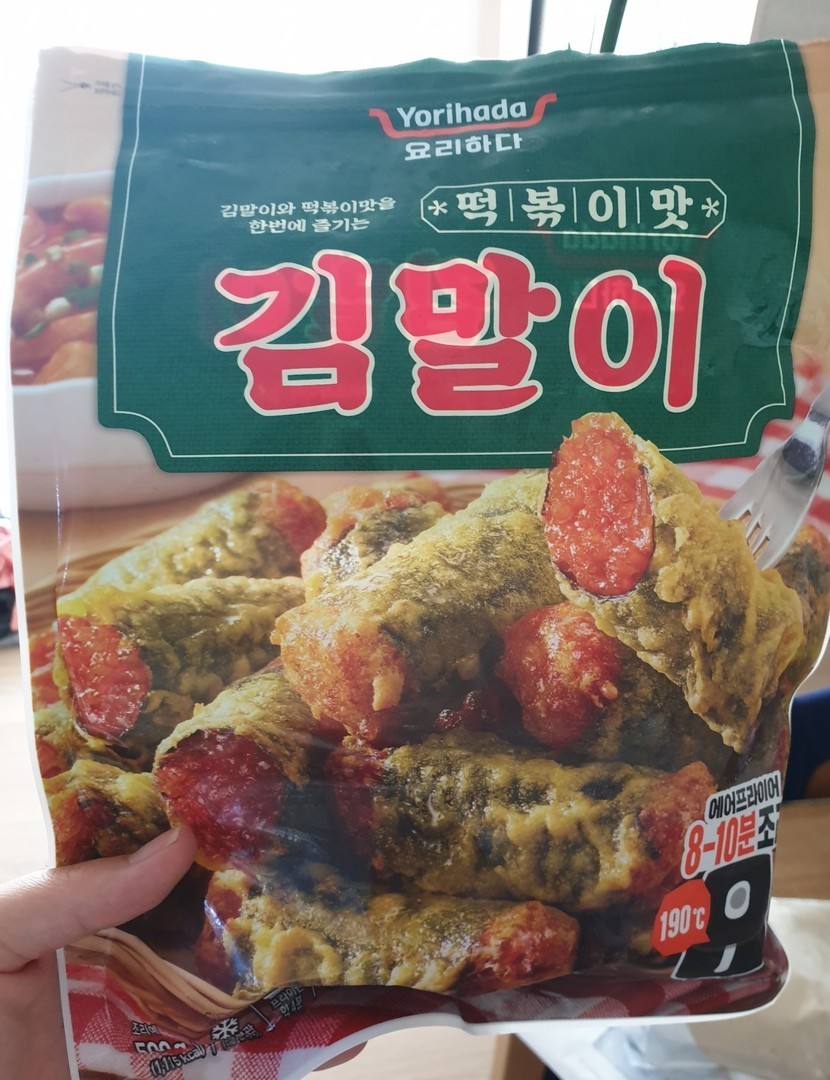 Yorihada
요리하다
김말이와 떡볶이맛을
한번에 즐기는
떡볶이맛
김말이
에어프라이어
8-10분
190℃
500g